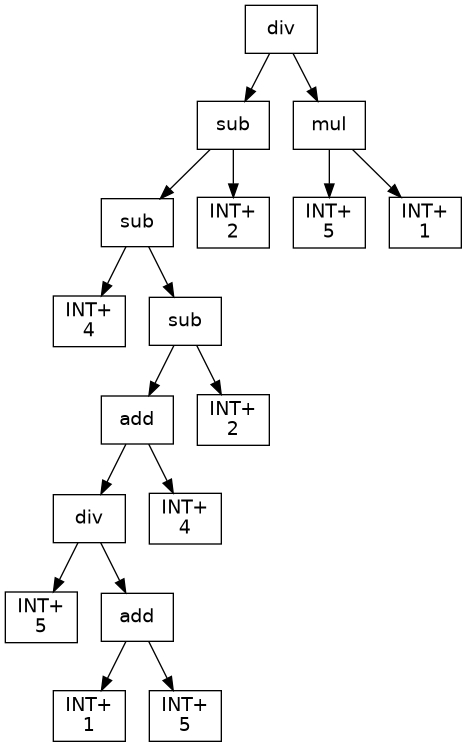 div
sub
mul
sub
INT+
2
INT+
5
INT+
1
INT+
4
sub
add
INT+
2
div
INT+
4
INT+
5
add
INT+
1
INT+
5